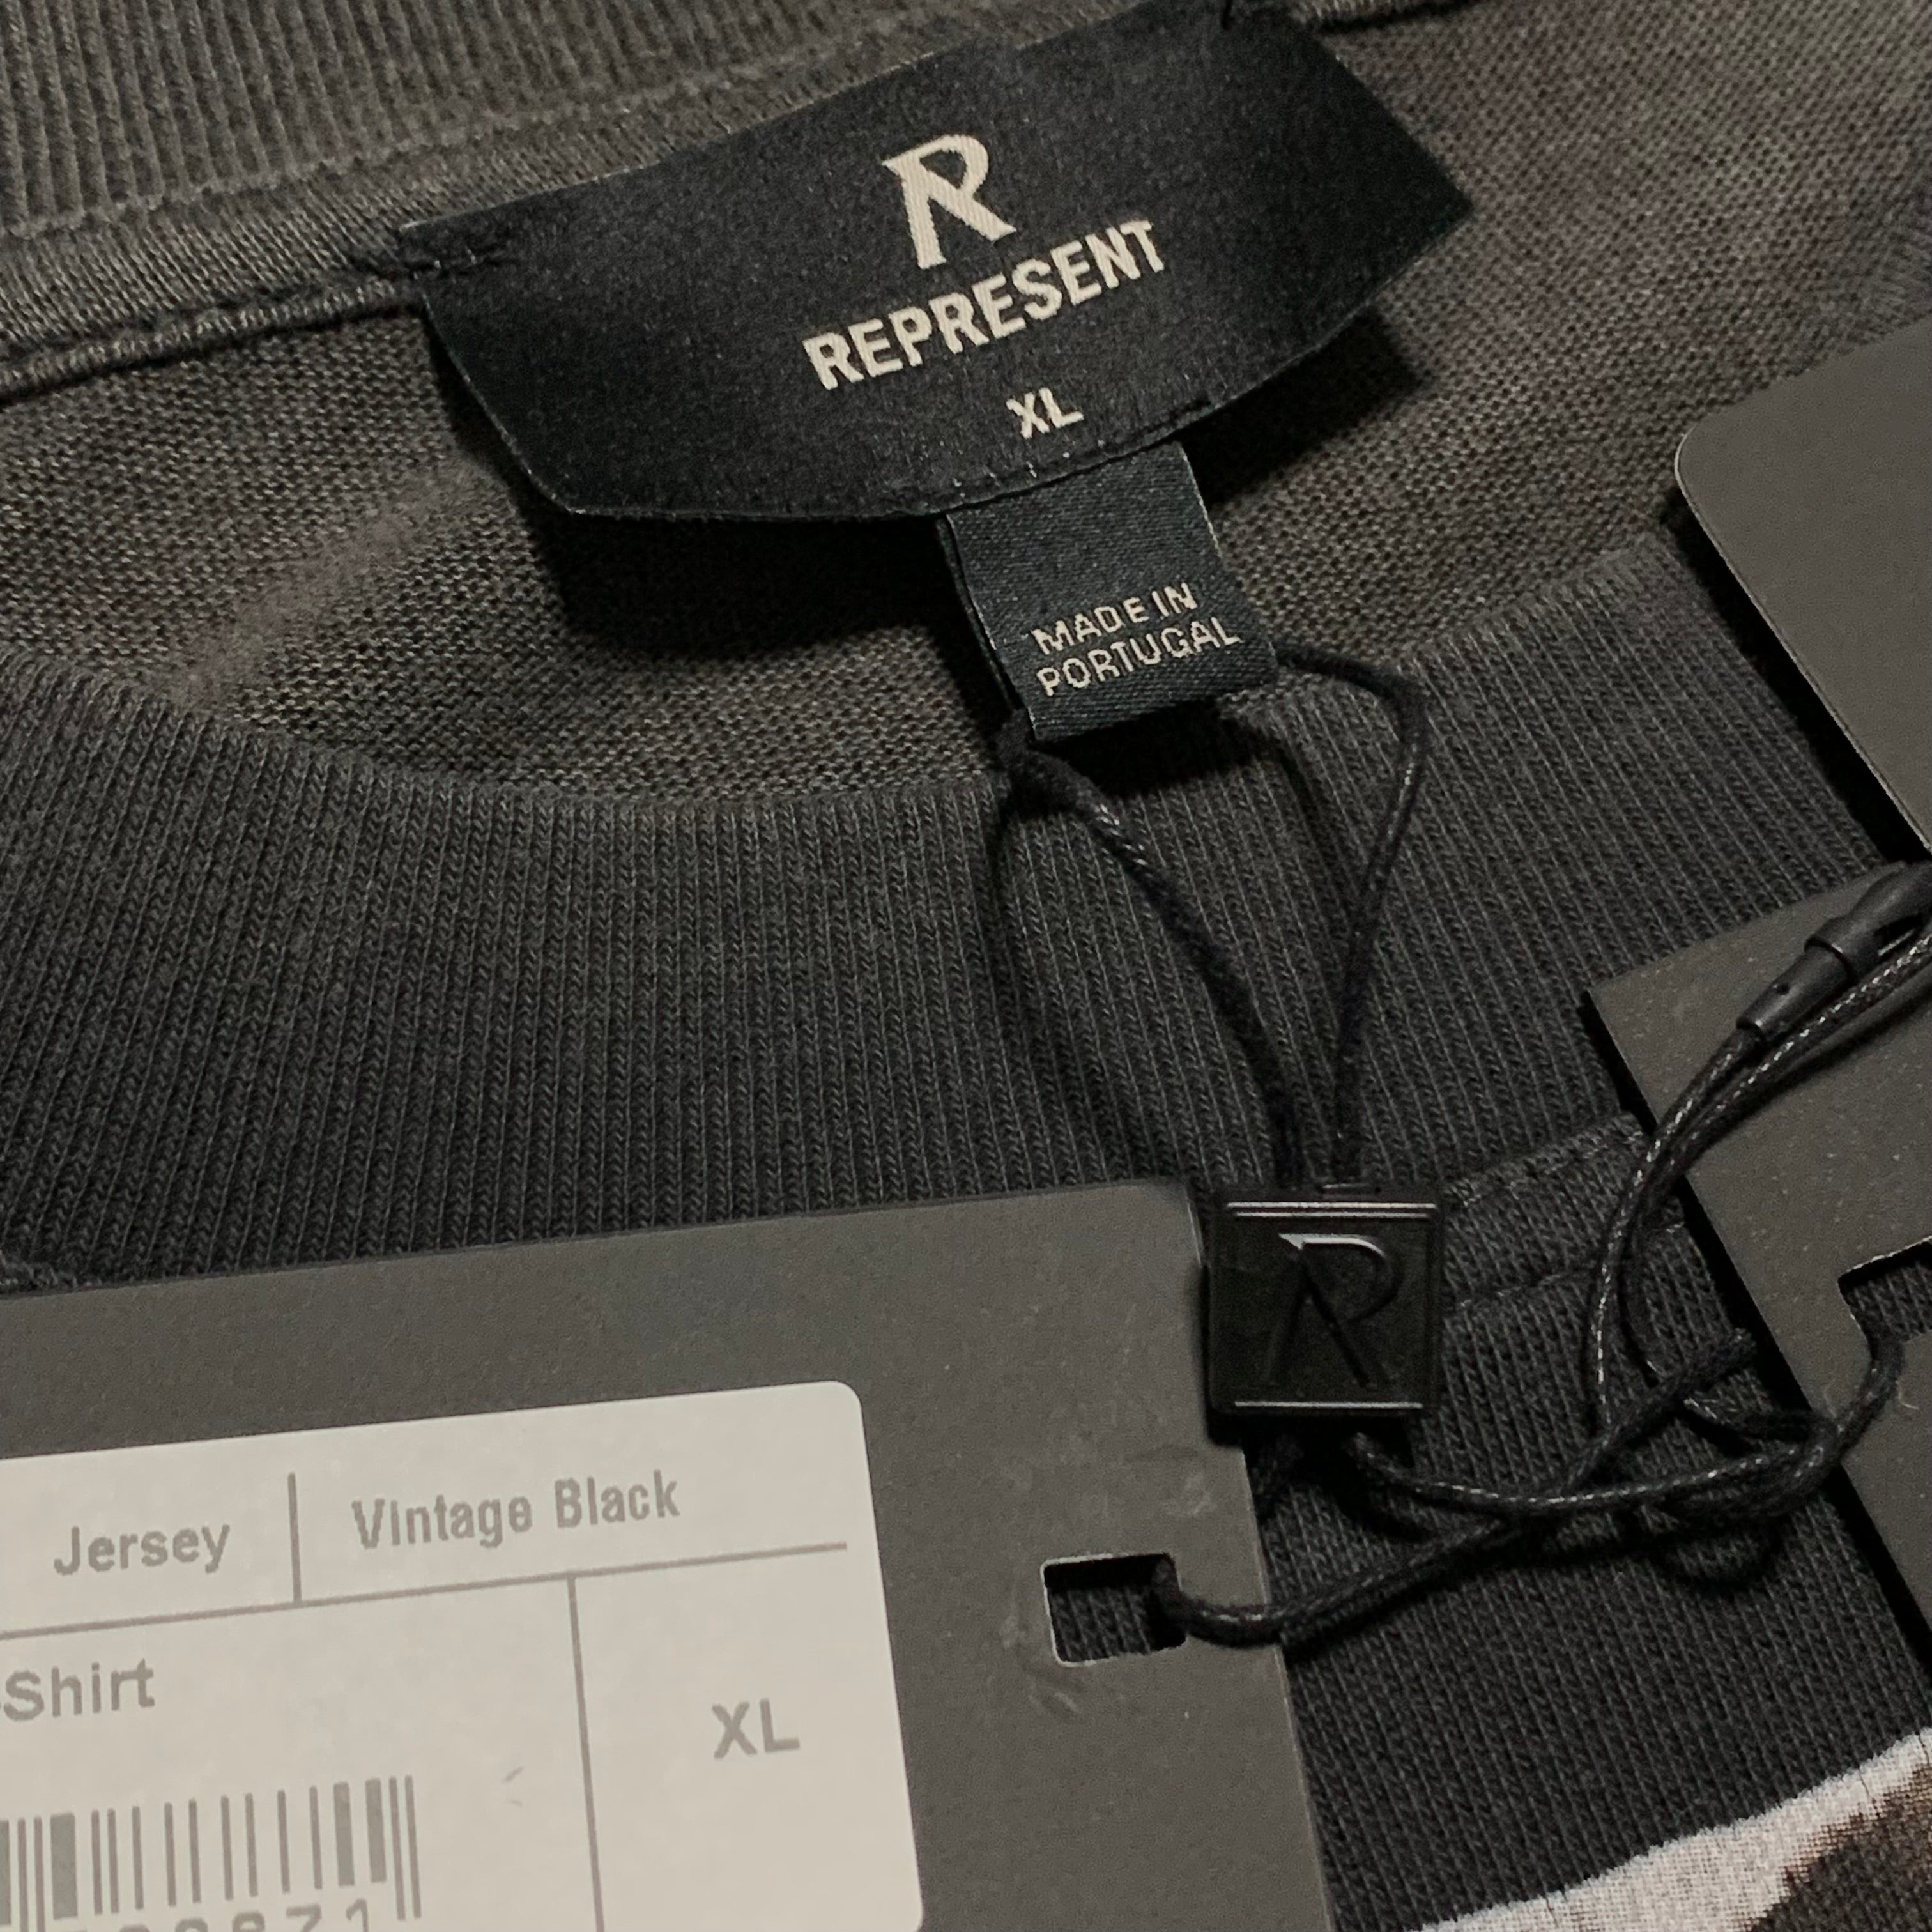 R
REPRESENT
XL
MADE IN
PORTUGAL
R
Jersey | Vintage Black
-Shirt
XL